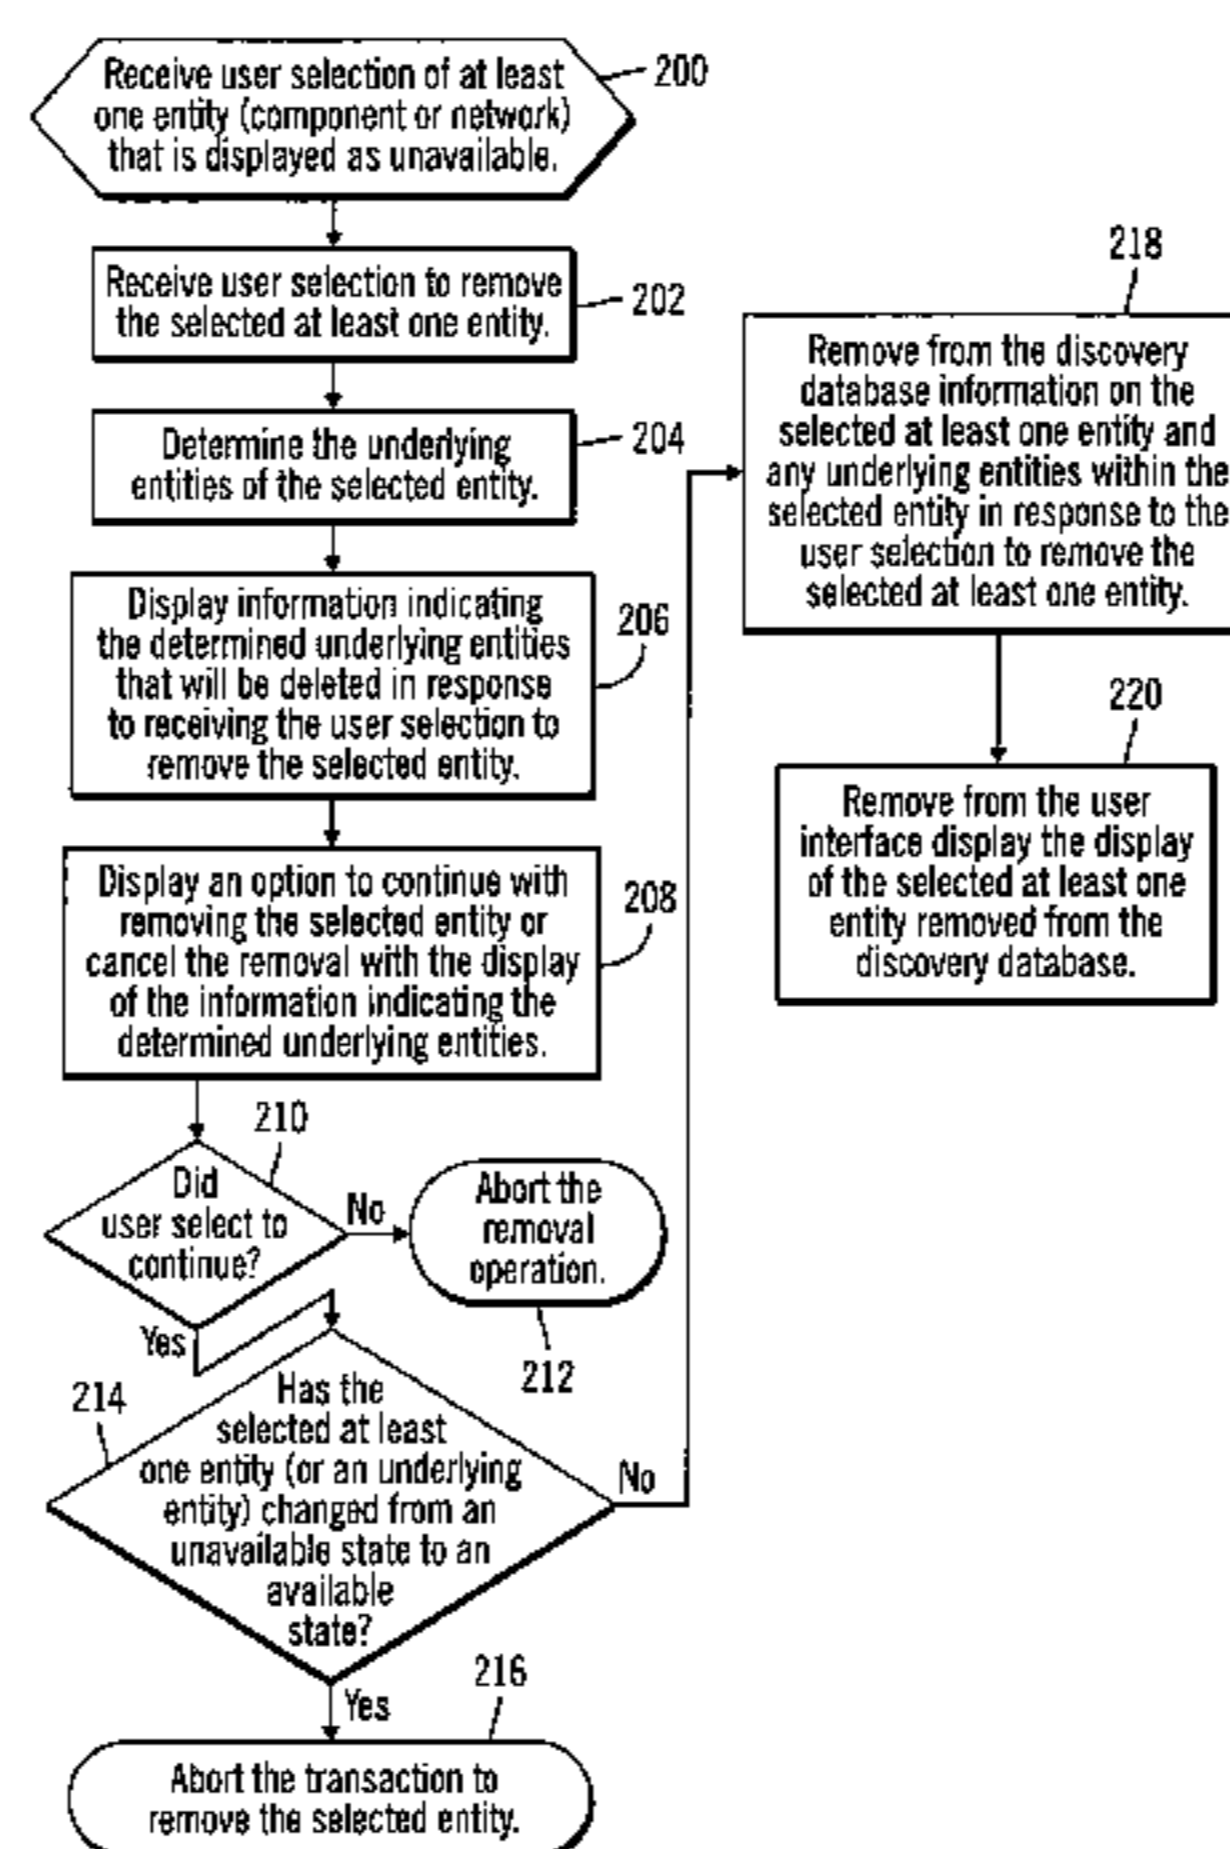 Receive user selection of at least
one entity (component or network)
that is displayed as unavailable.
200
Receive user selection to remove
the selected at least one entity.
202
Determine the underlying
entities of the selected entity.
204
Display information indicating
the determined underlying entities
that will be deleted in response
to receiving the user selection to
remove the selected entity.
206
Display an option to continue with
removing the selected entity or
cancel the removal with the display
of the information indicating the
determined underlying entities.
208
210
Did
user select to
continue?
No
Yes
Abort the
removal
operation.
212
214
Has the
selected at least
one entity (or an underlying
entity) changed from an
unavailable state to an
available
state?
No
Yes
216
Abort the transaction to
remove the selected entity.
218
Remove from the discovery
database information on the
selected at least one entity and
any underlying entities within the
selected entity in response to the
user selection to remove the
selected at least one entity.
220
Remove from the user
interface display the display
of the selected at least one
entity removed from the
discovery database.